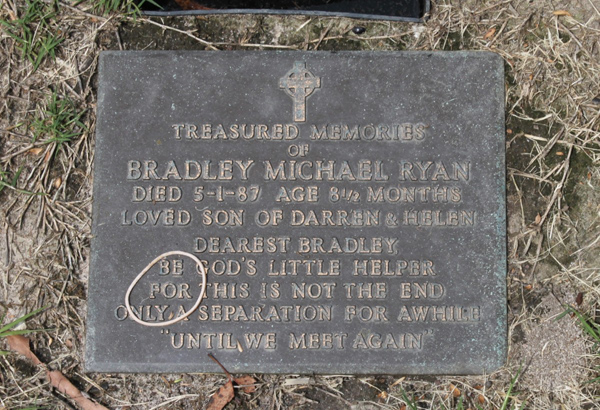 TREASURED MEMORIES
OF
BRADLEY MICHAEL RYAN
DIED 5-1-87 AGE 8½ MONTHS
LOVED SON OF DARREN & HELEN
DEAREST BRADLEY
BE GOD'S LITTLE HELPER
FOR THIS IS NOT THE END
ONLY A SEPARATION FOR AWHILE
"UNTIL WE MEET AGAIN"